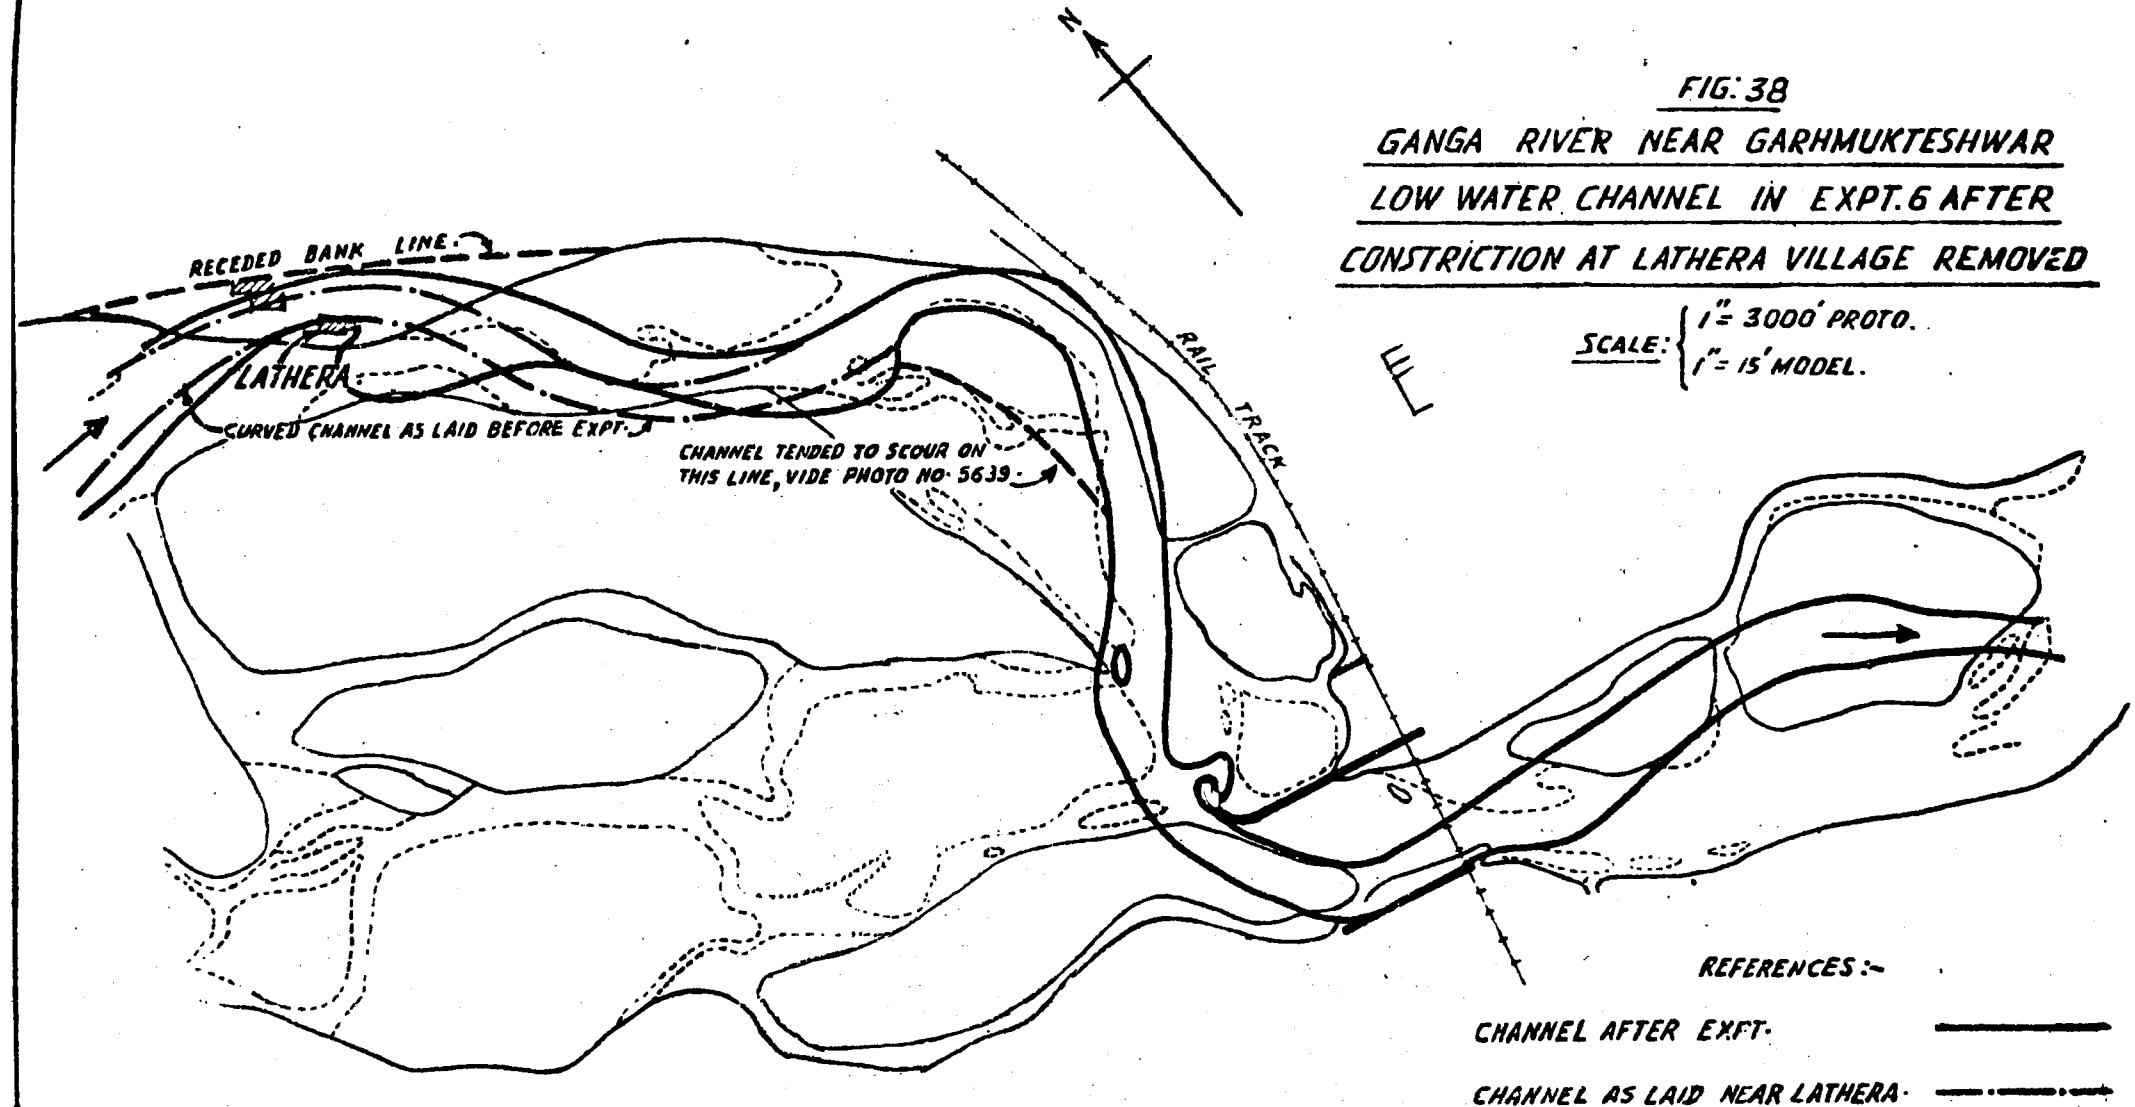 N
FIG: 38
GANGA RIVER NEAR GARHMUKTESHWAR
LOW WATER CHANNEL IN EXPT. 6 AFTER
CONSTRICTION AT LATHERA VILLAGE REMOVED
SCALE: { 1" = 3000' PROTO.
1" = 15' MODEL.
RECEDED BANK LINE.
RAIL TRACK
LATHERA.
CURVED CHANNEL AS LAID BEFORE EXPT.
CHANNEL TENDED TO SCOUR ON
THIS LINE, VIDE PHOTO NO. 5639.
REFERENCES :-
CHANNEL AFTER EXPT.
CHANNEL AS LAID NEAR LATHERA.